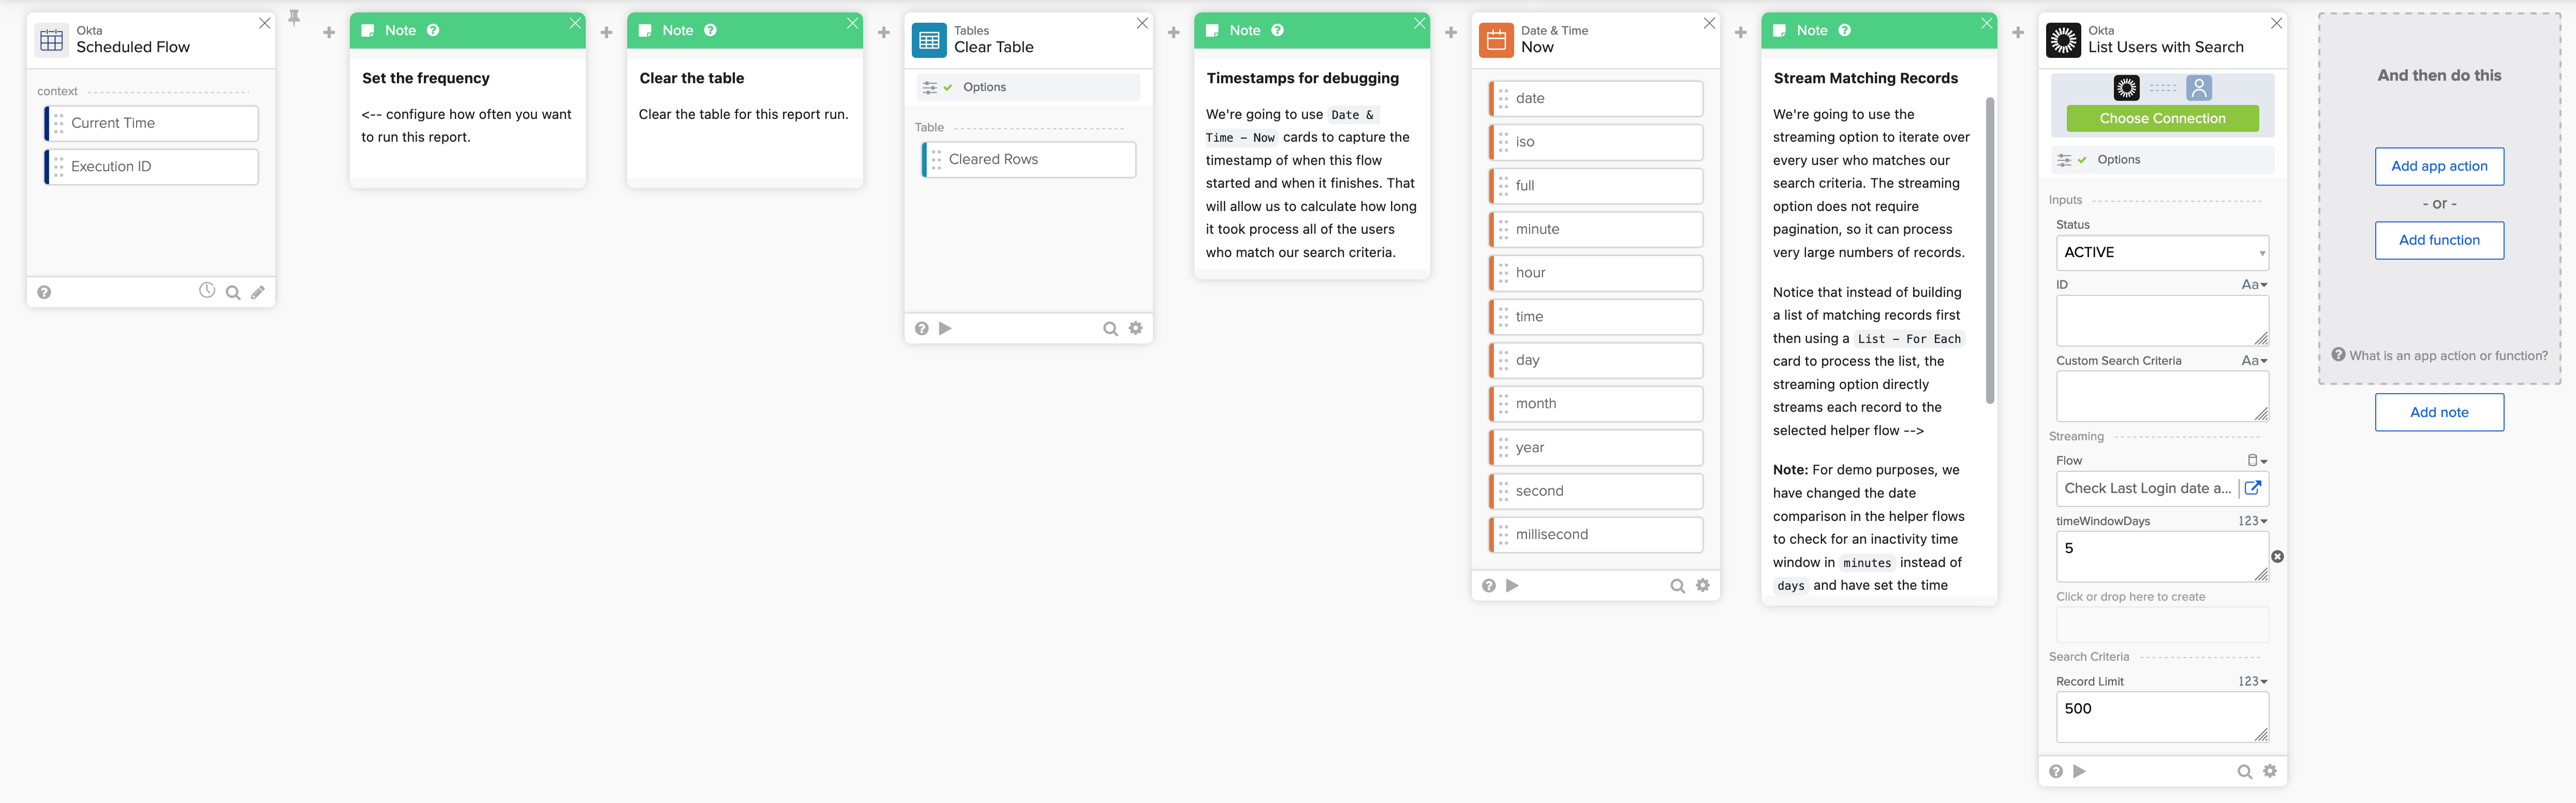 Okta
Scheduled Flow
context
Current Time
Execution ID
Note
Set the frequency
<-- configure how often you want
to run this report.
Note
Clear the table
Clear the table for this report run.
Tables
Clear Table
Options
Table
Cleared Rows
Note
Timestamps for debugging
We're going to use Date &
Time – Now cards to capture the
timestamp of when this flow
started and when it finishes. That
will allow us to calculate how long
it took process all of the users
who match our search criteria.
Date & Time
Now
date
iso
full
minute
hour
time
day
month
year
second
millisecond
Note
Stream Matching Records
We're going to use the
streaming option to iterate over
every user who matches our
search criteria. The streaming
option does not require
pagination, so it can process
very large numbers of records.
Notice that instead of building
a list of matching records first
then using a List – For Each
card to process the list, the
streaming option directly
streams each record to the
selected helper flow -->
Note: For demo purposes, we
have changed the date
comparison in the helper flows
to check for an inactivity time
window in minutes instead of
days and have set the time
Okta
List Users with Search
Choose Connection
Options
Inputs
Status
ACTIVE
ID
Aa
Custom Search Criteria
Aa
Streaming
Flow
Check Last Login date a...
timeWindowDays
123
5
Click or drop here to create
Search Criteria
Record Limit
123
500
And then do this
Add app action
- or -
Add function
What is an app action or function?
Add note